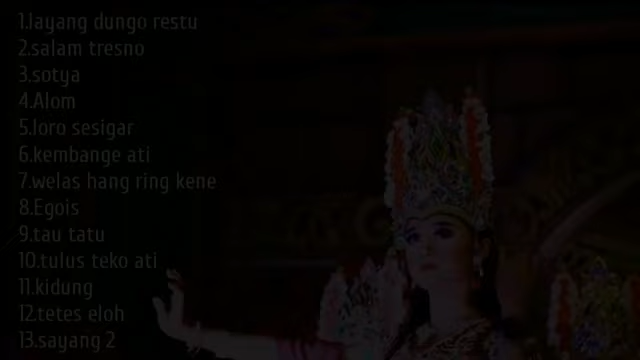 1.layang dungo restu
2.salam tresno
3.sotya
4.Alom
5.loro sesigar
6.kembange ati
7.welas hang ring kene
8.Egois
9.tau tatu
10.tulus teko ati
11.kidung
12.tetes eloh
13.sayang 2